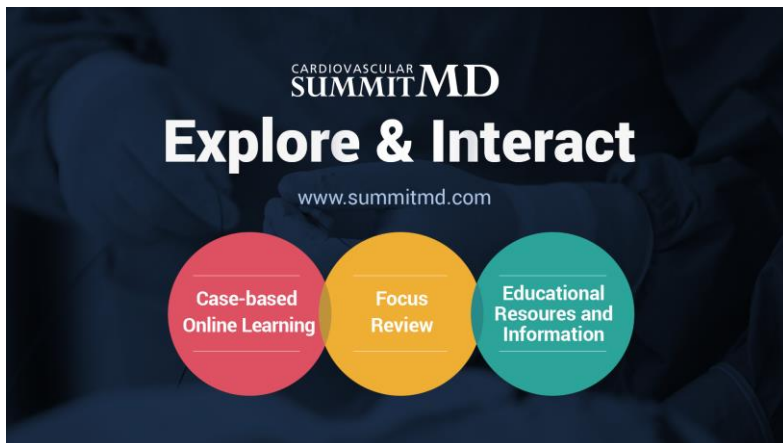 CARDIOVASCULAR
SUMMIT MD
Explore & Interact
www.summitmd.com
Case-based
Online Learning
Focus
Review
Educational
Resoures and
Information